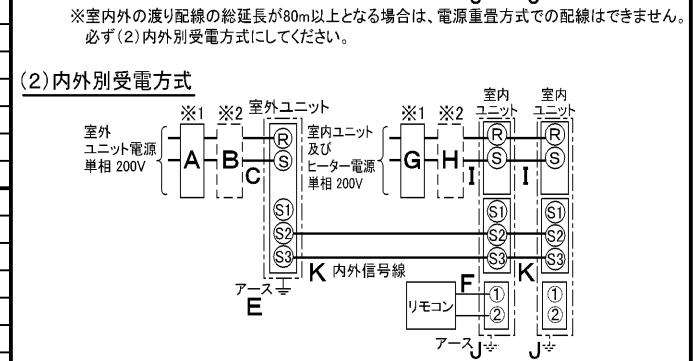 ※室内外の渡り配線の総延長が80m以上となる場合は、電源重畳方式での配線はできません。
必ず(2)内外別受電方式にしてください。
(2)内外別受電方式
※1 ※2 室外ユニット
室外
ユニット電源
単相 200V
A B C
R
S
S1
S2
S3
アース
E
※1 ※2
室内ユニット
及び
ヒーター電源
単相 200V
G H I I
室内
ユニット
室内
ユニット
R R
S S
S1 S1
S2 S2
S3 S3
K 内外信号線
K
F
リモコン
① ①
② ②
アース J J